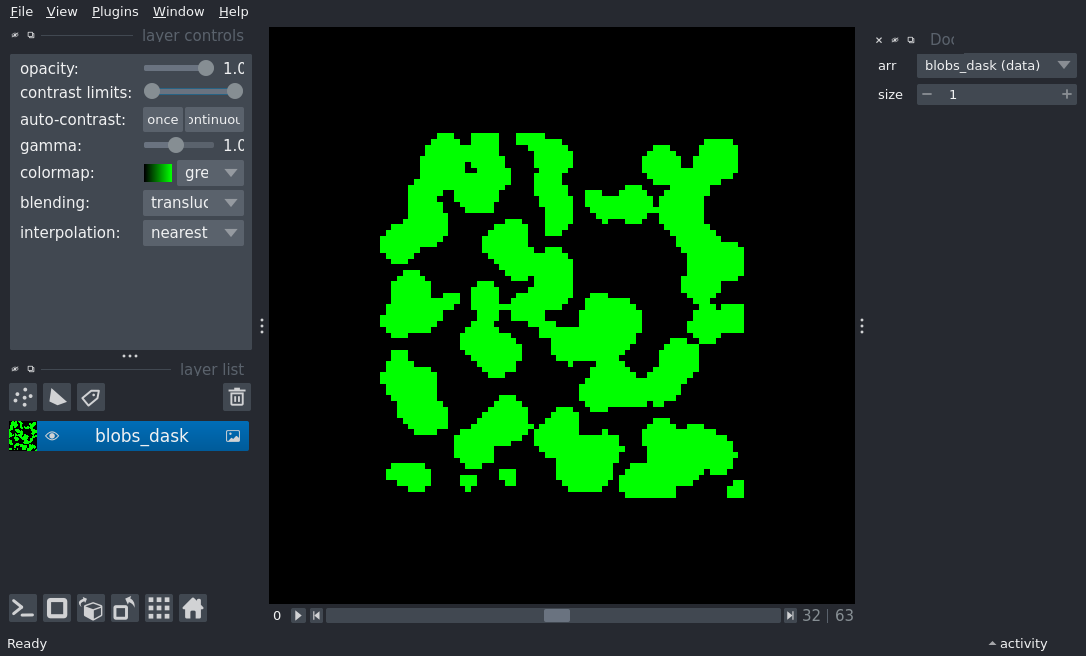 File View Plugins Window Help
layer controls
opacity: 1.0
contrast limits:
auto-contrast: once ontinuou
gamma: 1.0
colormap: gre
blending: transluc
interpolation: nearest
layer list
blobs_dask
0 32 | 63
Ready
activity
Doc
arr blobs_dask (data)
size 1